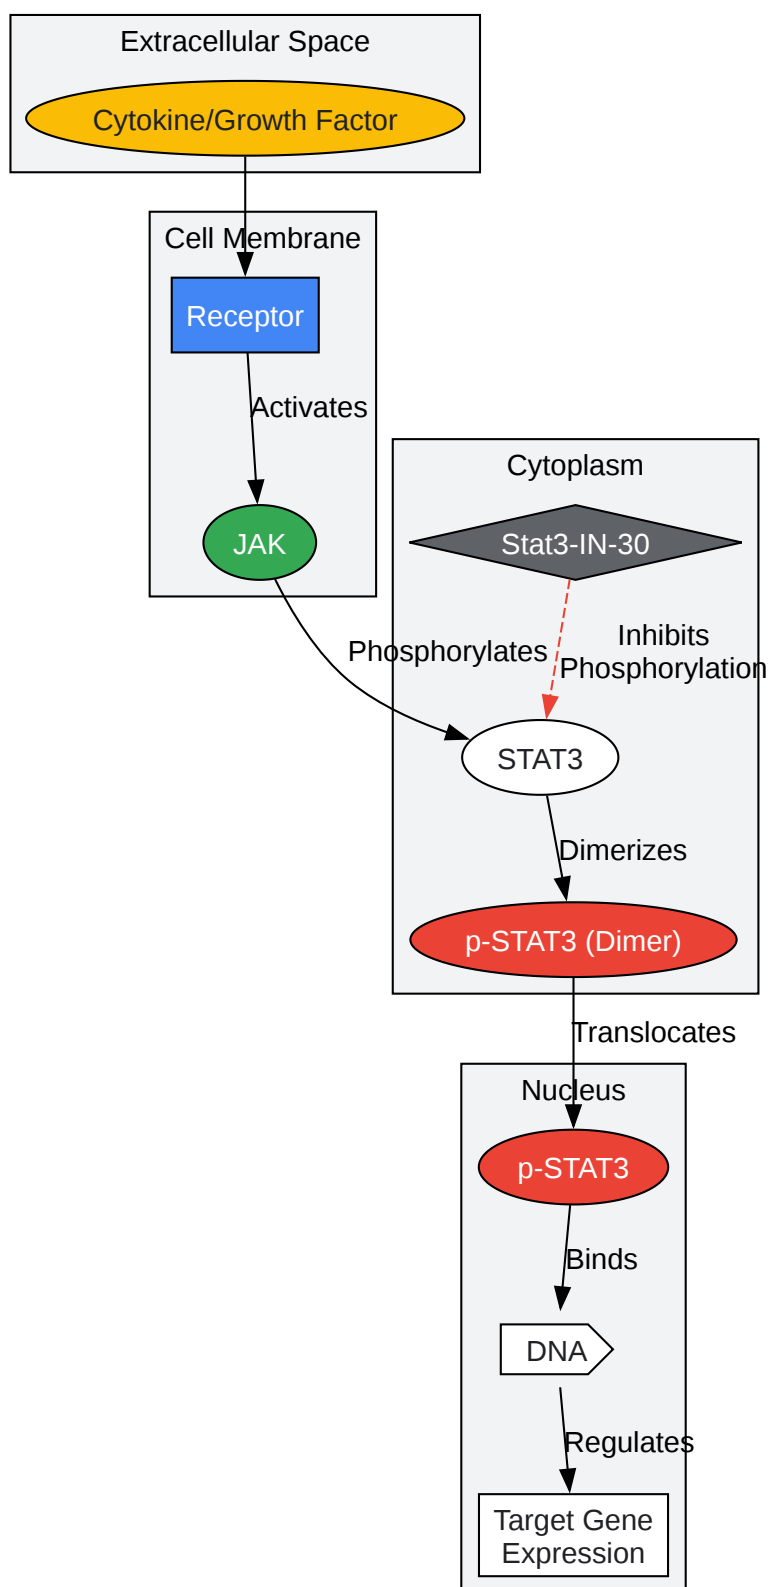 Extracellular Space
Cytokine/Growth Factor
Cell Membrane
Receptor
Activates
JAK
Cytoplasm
Stat3-IN-30
Phosphorylates
Inhibits
Phosphorylation
STAT3
Dimerizes
p-STAT3 (Dimer)
Translocates
Nucleus
p-STAT3
Binds
DNA
Regulates
Target Gene
Expression